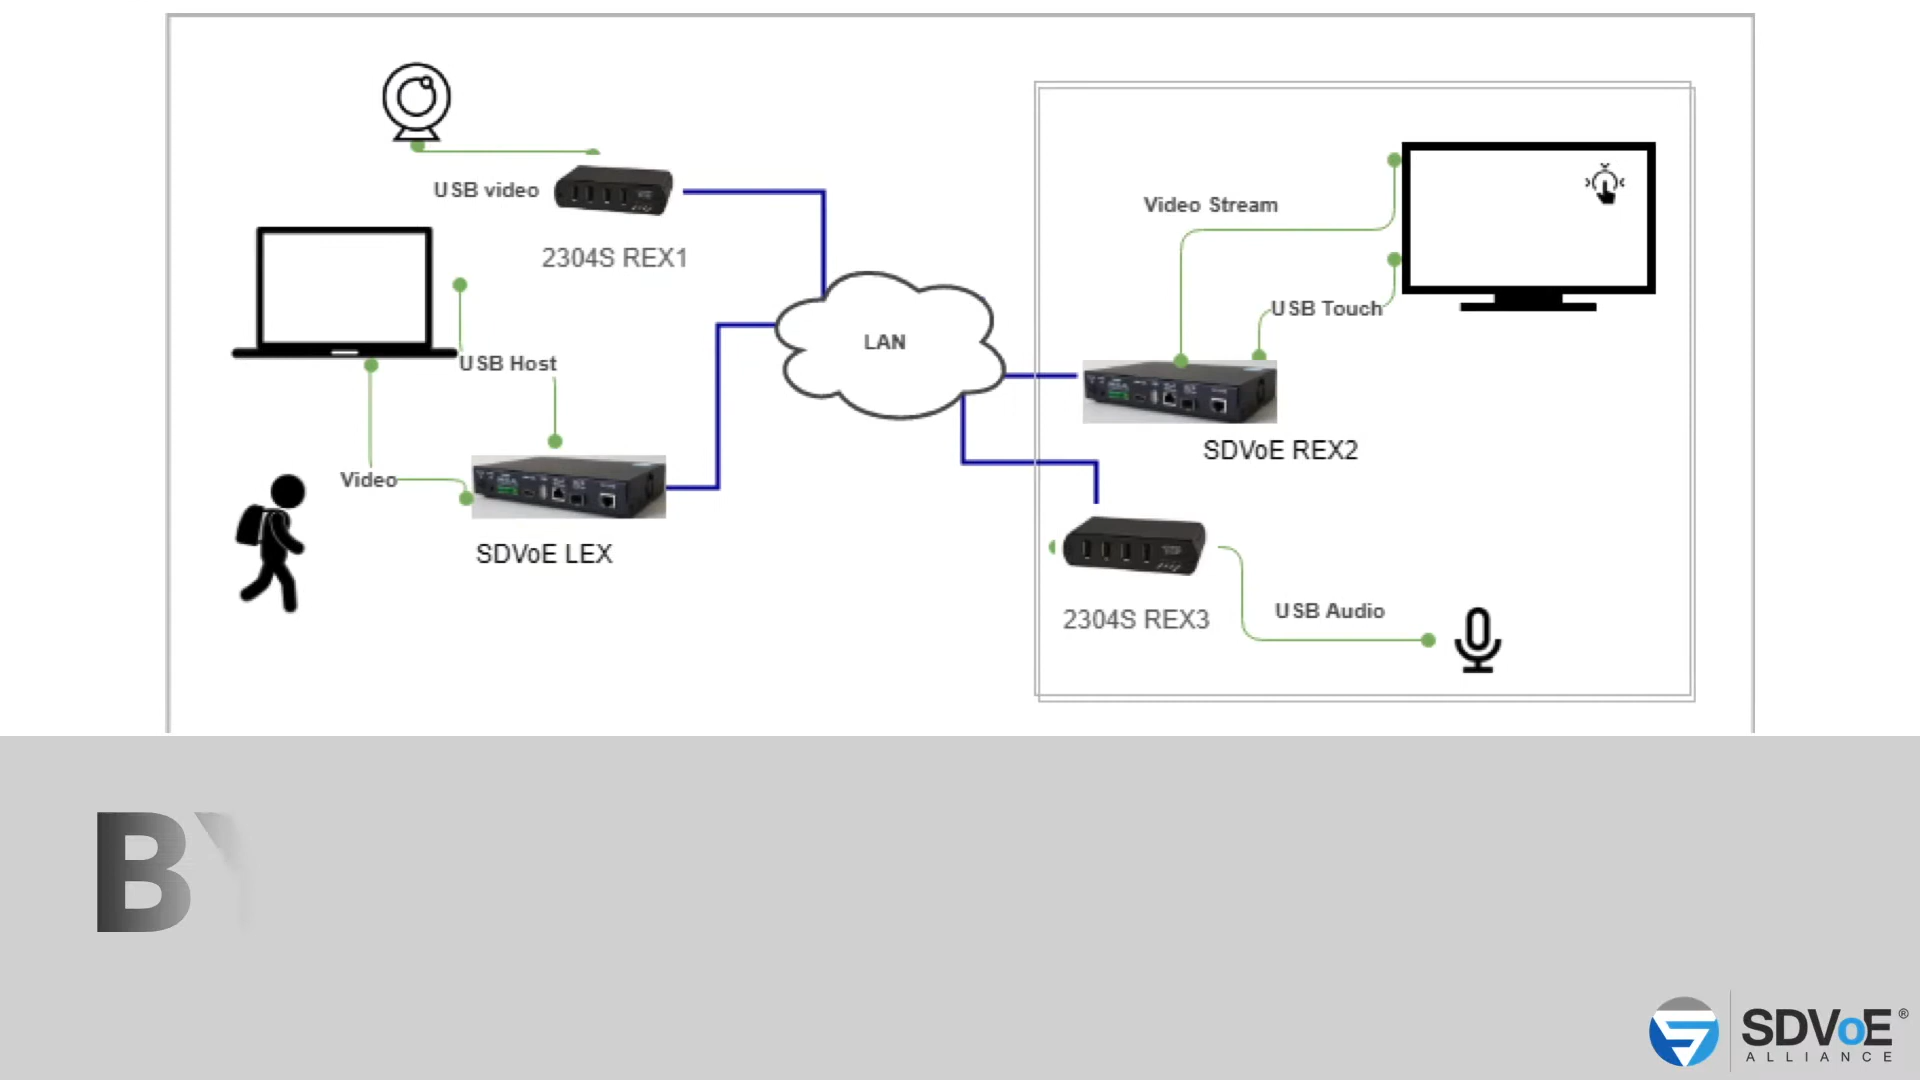 USB video
2304S REX1
Video Stream
USB Touch
LAN
USB Host
SDVoE REX2
Video
SDVoE LEX
2304S REX3
USB Audio
BY
SDVoE®
ALLIANCE